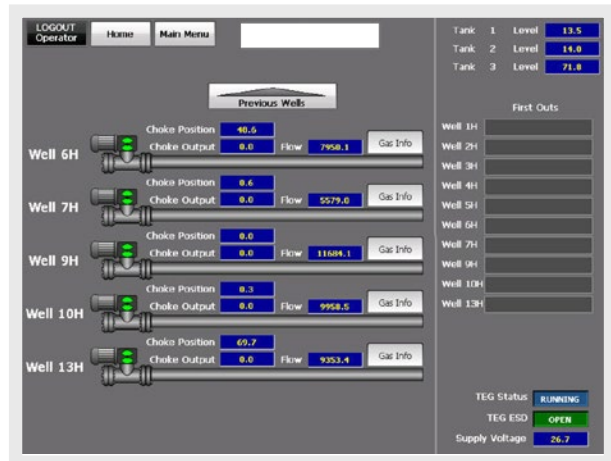 LOGOUT
Operator
Home
Main Menu
Previous Wells
Well 6H
Choke Position 40.6
Choke Output 0.0 Flow 7950.1 Gas Info
Well 7H
Choke Position 0.6
Choke Output 0.0 Flow 5579.0 Gas Info
Well 9H
Choke Position 0.0
Choke Output 0.0 Flow 11684.1 Gas Info
Well 10H
Choke Position 0.3
Choke Output 0.0 Flow 9958.5 Gas Info
Well 13H
Choke Position 69.7
Choke Output 0.0 Flow 9353.4 Gas Info
Tank 1 Level 13.5
Tank 2 Level 14.0
Tank 3 Level 71.8
First Outs
Well 1H
Well 2H
Well 3H
Well 4H
Well 5H
Well 6H
Well 7H
Well 9H
Well 10H
Well 13H
TEG Status RUNNING
TEG ESD OPEN
Supply Voltage 26.7